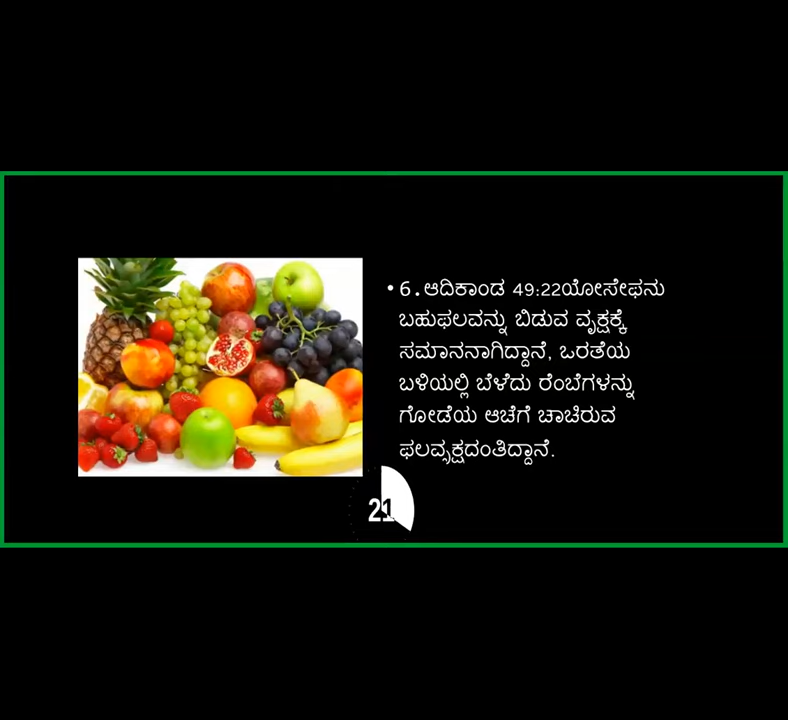 • 6.ಆದಿಕಾಂಡ 49:22ಯೋಸೇಫನು
ಬಹುಫಲವನ್ನು ಬಿಡುವ ವೃಕ್ಷಕ್ಕೆ
ಸಮಾನನಾಗಿದ್ದಾನೆ, ಒರತೆಯ
ಬಳಿಯಲ್ಲಿ ಬೆಳೆದು ರೆಂಬೆಗಳನ್ನು
ಗೋಡೆಯ ಆಚೆಗೆ ಚಾಚಿರುವ
ಫಲವೃಕ್ಷದಂತಿದ್ದಾನೆ.
21